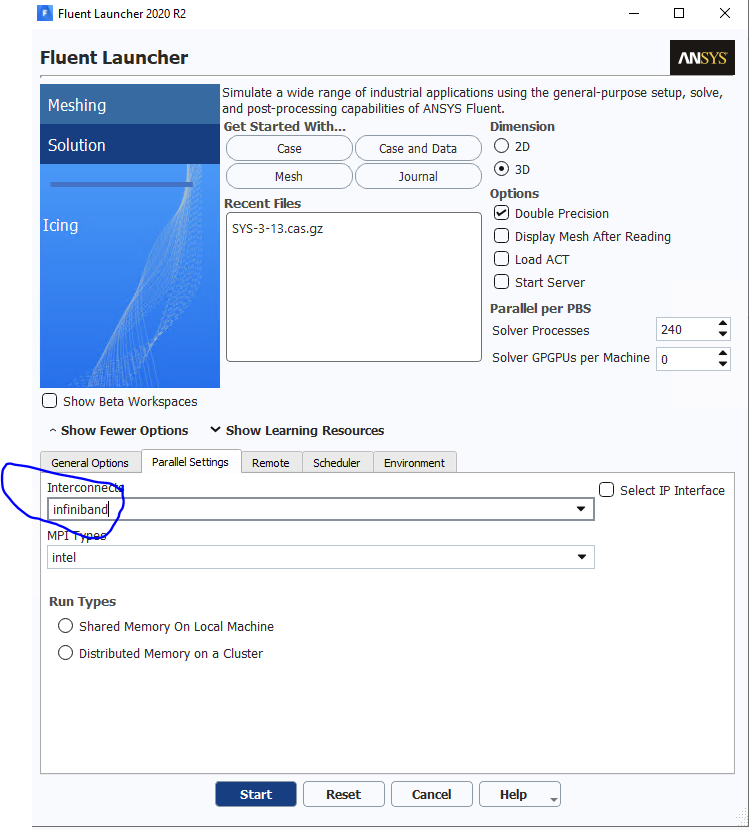 Fluent Launcher 2020 R2
Fluent Launcher
ANSYS
Meshing
Solution
Icing
Simulate a wide range of industrial applications using the general-purpose setup, solve,
and post-processing capabilities of ANSYS Fluent.
Get Started With...
Case
Case and Data
Mesh
Journal
Recent Files
SYS-3-13.cas.gz
Dimension
2D
3D
Options
Double Precision
Display Mesh After Reading
Load ACT
Start Server
Parallel per PBS
Solver Processes
240
Solver GPGPUs per Machine
0
Show Beta Workspaces
Show Fewer Options
Show Learning Resources
General Options
Parallel Settings
Remote
Scheduler
Environment
Interconnects
infiniband
Select IP Interface
MPI Types
intel
Run Types
Shared Memory On Local Machine
Distributed Memory on a Cluster
Start
Reset
Cancel
Help